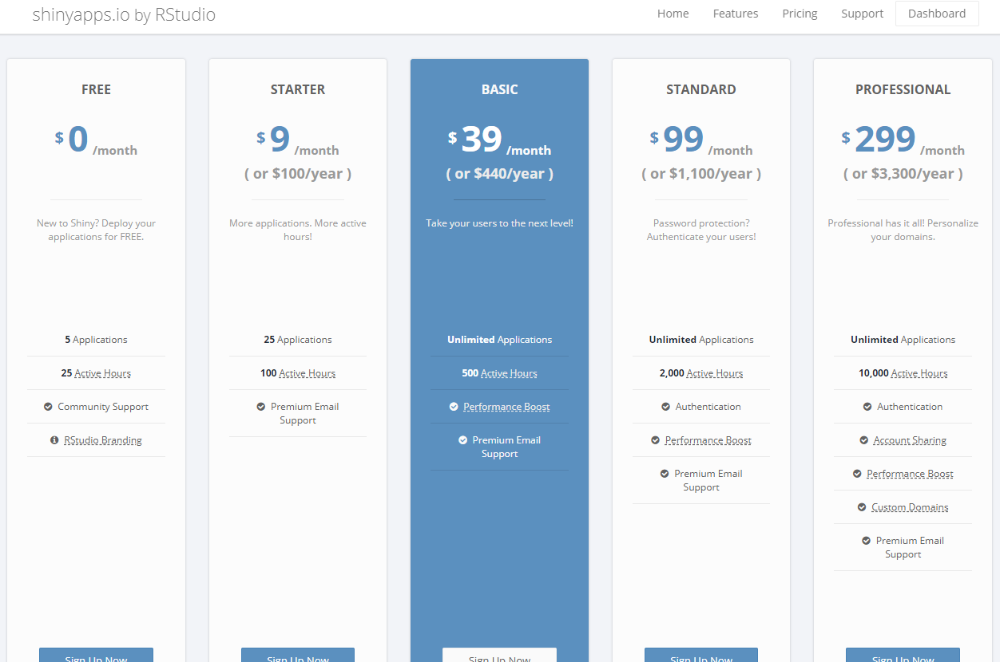 shinyapps.io by RStudio
Home Features Pricing Support Dashboard
FREE
$ 0 /month
New to Shiny? Deploy your
applications for FREE.
5 Applications
25 Active Hours
Community Support
RStudio Branding
Sign Up Now
STARTER
$ 9 /month
( or $100/year )
More applications. More active
hours!
25 Applications
100 Active Hours
Premium Email
Support
Sign Up Now
BASIC
$ 39 /month
( or $440/year )
Take your users to the next level!
Unlimited Applications
500 Active Hours
Performance Boost
Premium Email
Support
Sign Up Now
STANDARD
$ 99 /month
( or $1,100/year )
Password protection?
Authenticate your users!
Unlimited Applications
2,000 Active Hours
Authentication
Performance Boost
Premium Email
Support
Sign Up Now
PROFESSIONAL
$ 299 /month
( or $3,300/year )
Professional has it all! Personalize
your domains.
Unlimited Applications
10,000 Active Hours
Authentication
Account Sharing
Performance Boost
Custom Domains
Premium Email
Support
Sign Up Now